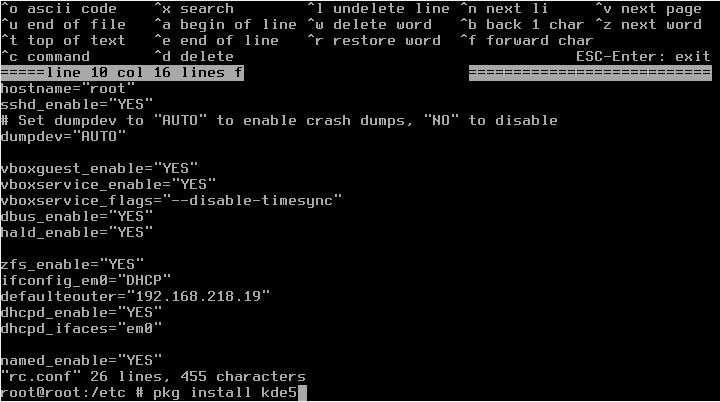 ^o ascii code ^x search ^l undelete line ^n next li ^v next page
^u end of file ^a begin of line ^w delete word ^b back 1 char ^z next word
^t top of text ^e end of line ^r restore word ^f forward char
^c command ^d delete ESC-Enter: exit
=====line 10 col 16 lines f ===========================
hostname="root"
sshd_enable="YES"
# Set dumpdev to "AUTO" to enable crash dumps, "NO" to disable
dumpdev="AUTO"
vboxguest_enable="YES"
vboxservice_enable="YES"
vboxservice_flags="--disable-timesync"
dbus_enable="YES"
hald_enable="YES"
zfs_enable="YES"
ifconfig_em0="DHCP"
defaulteouter="192.168.218.19"
dhcpd_enable="YES"
dhcpd_ifaces="em0"
named_enable="YES"
"rc.conf" 26 lines, 455 characters
root@root:/etc # pkg install kde5